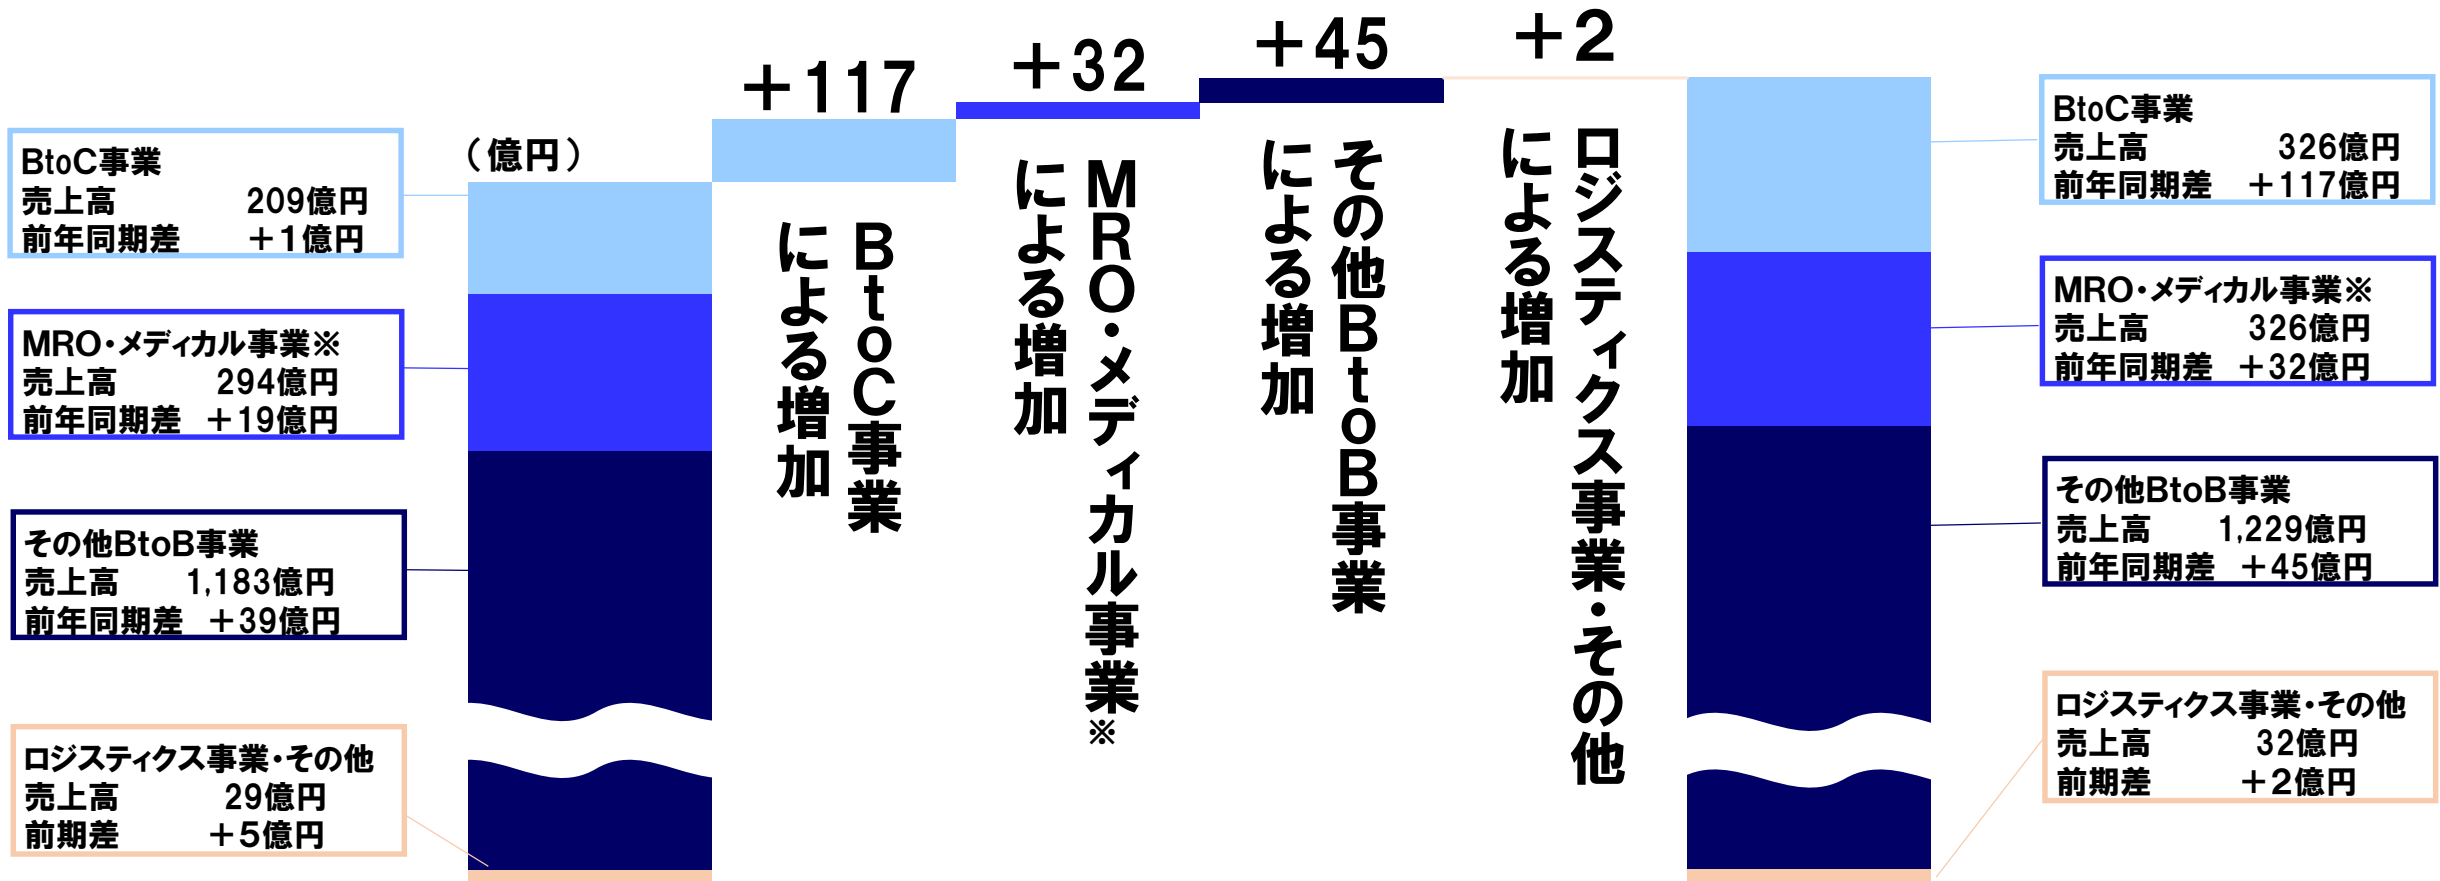 BtoC事業
売上高 209億円
前年同期差 +1億円
MRO・メディカル事業※
売上高 294億円
前年同期差 +19億円
その他BtoB事業
売上高 1,183億円
前年同期差 +39億円
ロジスティクス事業・その他
売上高 29億円
前期差 +5億円
(億円)
+117
BtoC事業
による増加
+32
MRO・メディカル事業※
による増加
+45
その他BtoB事業
による増加
+2
ロジスティクス事業・その他
による増加
BtoC事業
売上高 326億円
前年同期差 +117億円
MRO・メディカル事業※
売上高 326億円
前年同期差 +32億円
その他BtoB事業
売上高 1,229億円
前年同期差 +45億円
ロジスティクス事業・その他
売上高 32億円
前期差 +2億円